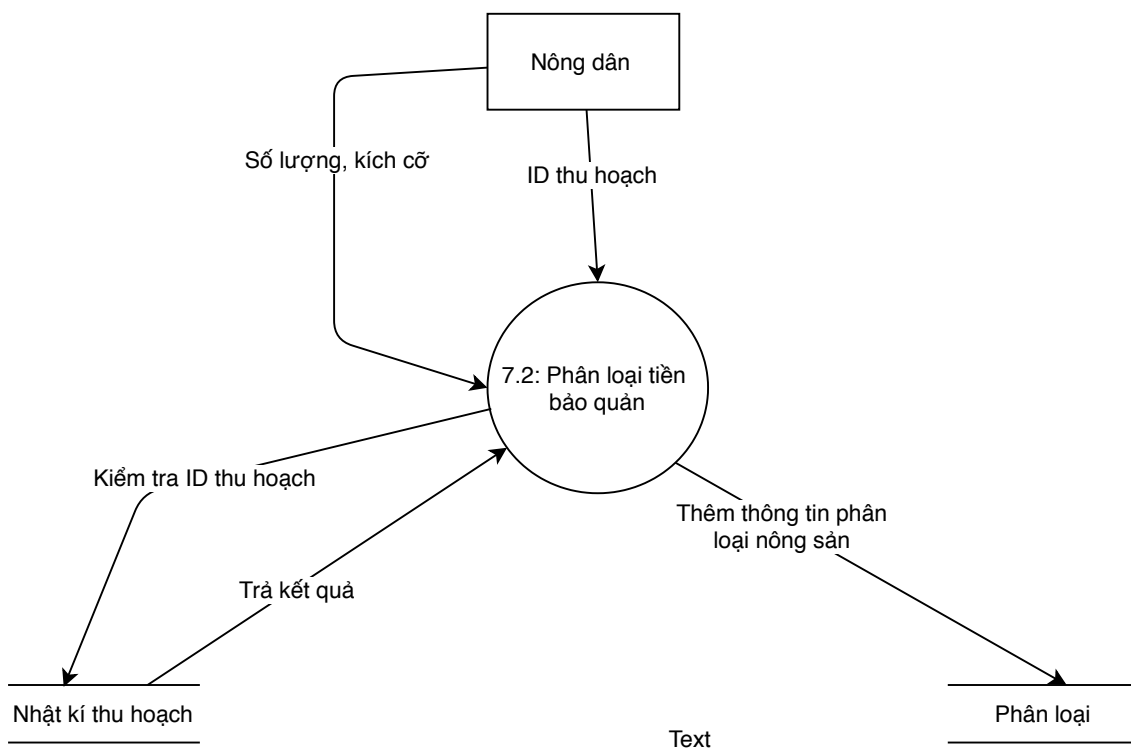 Nông dân
Số lượng, kích cỡ
ID thu hoạch
7.2: Phân loại tiền
bảo quản
Kiểm tra ID thu hoạch
Thêm thông tin phân
loại nông sản
Trả kết quả
Nhật kí thu hoạch
Phân loại
Text